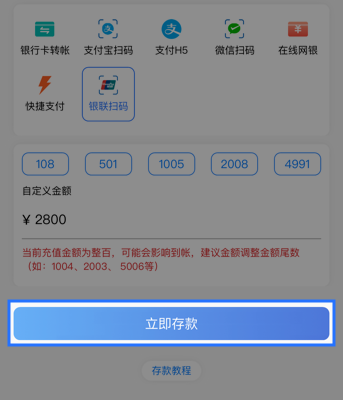 银行卡转帐 支付宝扫码 支付H5 微信扫码 在线网银
快捷支付 银联扫码
108 501 1005 2008 4991
自定义金额
¥ 2800
当前充值金额为整百，可能会影响到帐，建议金额调整金额尾数
（如：1004、2003、5006等）
立即存款
存款教程